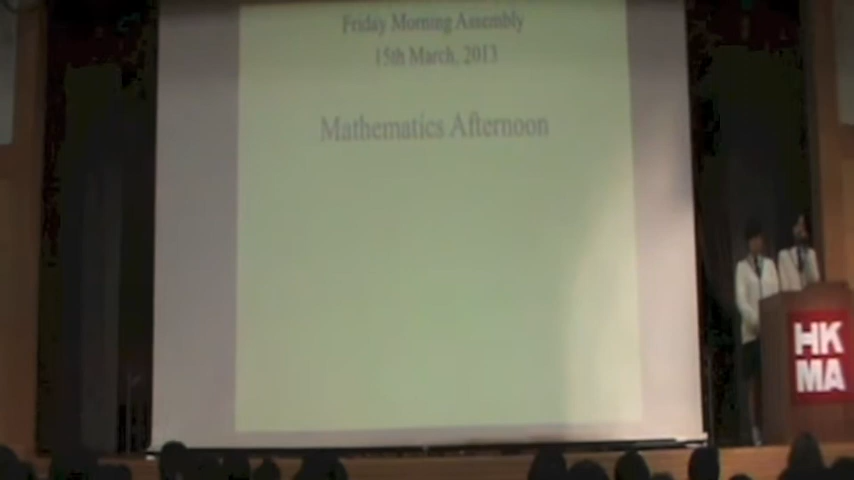 Friday Morning Assembly
15th March, 2013
Mathematics Afternoon
HK
MA